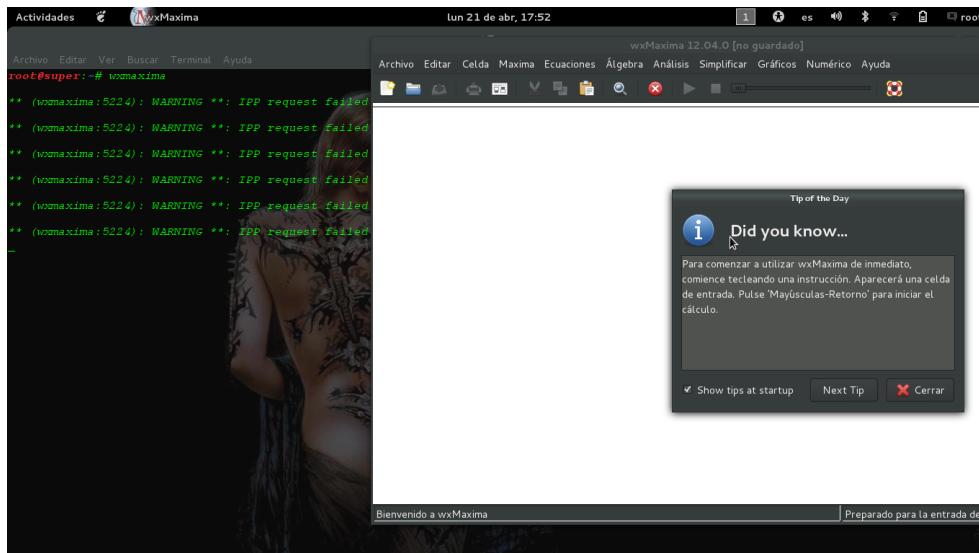 Actividades wxMaxima lun 21 de abr, 17:52 1 es root
Archivo Editar Ver Buscar Terminal Ayuda
root@super:~# wxmaxima
** (wxmaxima:5224): WARNING **: IPP request failed
** (wxmaxima:5224): WARNING **: IPP request failed
** (wxmaxima:5224): WARNING **: IPP request failed
** (wxmaxima:5224): WARNING **: IPP request failed
** (wxmaxima:5224): WARNING **: IPP request failed
** (wxmaxima:5224): WARNING **: IPP request failed
wxMaxima 12.04.0 [no guardado]
Archivo Editar Celda Maxima Ecuaciones Álgebra Análisis Simplificar Gráficos Numérico Ayuda
Tip of the Day
Did you know...
Para comenzar a utilizar wxMaxima de inmediato,
comience tecleando una instrucción. Aparecerá una celda
de entrada. Pulse 'Mayúsculas-Retorno' para iniciar el
cálculo.
Show tips at startup Next Tip Cerrar
Bienvenido a wxMaxima Preparado para la entrada de